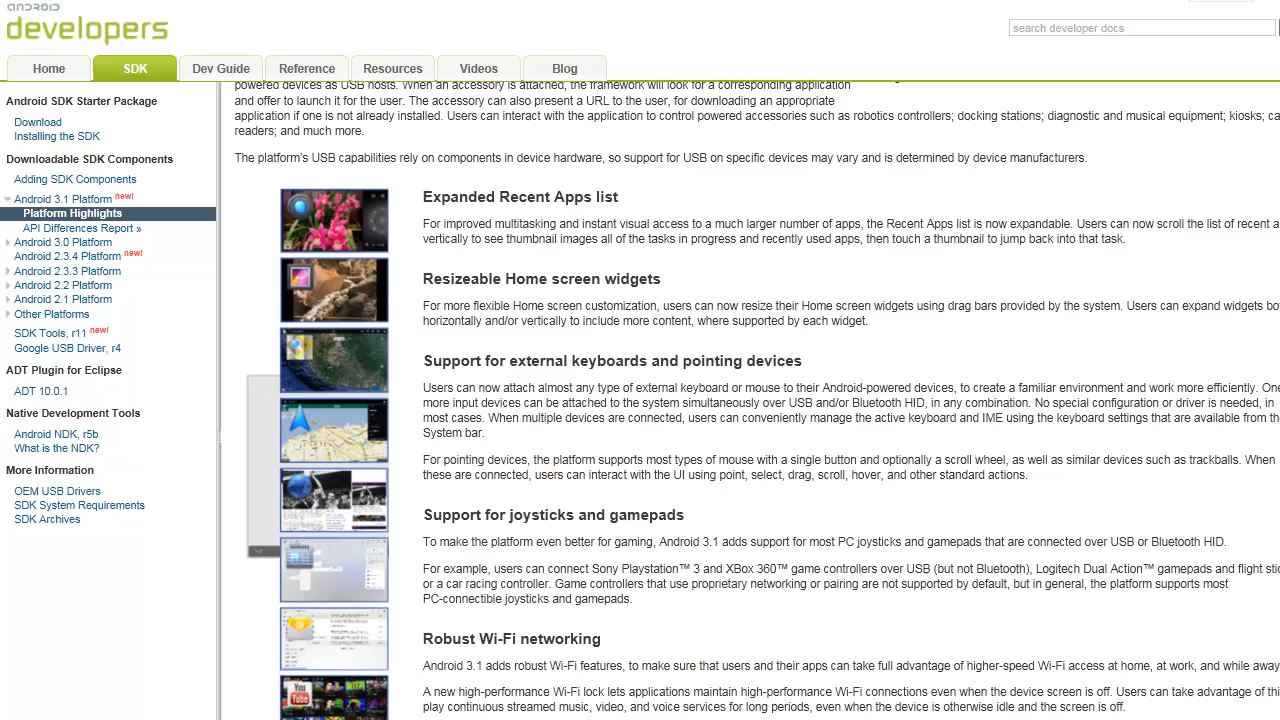 android
developers
search developer docs
Home
SDK
Dev Guide
Reference
Resources
Videos
Blog
Android SDK Starter Package
Download
Installing the SDK
Downloadable SDK Components
Adding SDK Components
Android 3.1 Platform new!
Platform Highlights
API Differences Report »
Android 3.0 Platform
Android 2.3.4 Platform new!
Android 2.3.3 Platform
Android 2.2 Platform
Android 2.1 Platform
Other Platforms
SDK Tools, r11 new!
Google USB Driver, r4
ADT Plugin for Eclipse
ADT 10.0.1
Native Development Tools
Android NDK, r5b
What is the NDK?
More Information
OEM USB Drivers
SDK System Requirements
SDK Archives
powered devices as USB hosts. When an accessory is attached, the framework will look for a corresponding application
and offer to launch it for the user. The accessory can also present a URL to the user, for downloading an appropriate
application if one is not already installed. Users can interact with the application to control powered accessories such as robotics controllers; docking stations; diagnostic and musical equipment; kiosks; ca
readers; and much more.
The platform's USB capabilities rely on components in device hardware, so support for USB on specific devices may vary and is determined by device manufacturers.
Expanded Recent Apps list
For improved multitasking and instant visual access to a much larger number of apps, the Recent Apps list is now expandable. Users can now scroll the list of recent a
vertically to see thumbnail images all of the tasks in progress and recently used apps, then touch a thumbnail to jump back into that task.
Resizeable Home screen widgets
For more flexible Home screen customization, users can now resize their Home screen widgets using drag bars provided by the system. Users can expand widgets bo
horizontally and/or vertically to include more content, where supported by each widget.
Support for external keyboards and pointing devices
Users can now attach almost any type of external keyboard or mouse to their Android-powered devices, to create a familiar environment and work more efficiently. One
more input devices can be attached to the system simultaneously over USB and/or Bluetooth HID, in any combination. No special configuration or driver is needed, in
most cases. When multiple devices are connected, users can conveniently manage the active keyboard and IME using the keyboard settings that are available from the
System bar.
For pointing devices, the platform supports most types of mouse with a single button and optionally a scroll wheel, as well as similar devices such as trackballs. When
these are connected, users can interact with the UI using point, select, drag, scroll, hover, and other standard actions.
Support for joysticks and gamepads
To make the platform even better for gaming, Android 3.1 adds support for most PC joysticks and gamepads that are connected over USB or Bluetooth HID.
For example, users can connect Sony Playstation™ 3 and XBox 360™ game controllers over USB (but not Bluetooth), Logitech Dual Action™ gamepads and flight stic
or a car racing controller. Game controllers that use proprietary networking or pairing are not supported by default, but in general, the platform supports most
PC-connectible joysticks and gamepads.
Robust Wi-Fi networking
Android 3.1 adds robust Wi-Fi features, to make sure that users and their apps can take full advantage of higher-speed Wi-Fi access at home, at work, and while away
A new high performance Wi-Fi lock lets applications maintain high-performance Wi-Fi connections even when the device screen is off. Users can take advantage of thi
play continuous streamed music, video, and voice services for long periods, even when the device is otherwise idle and the screen is off.
You
Tube